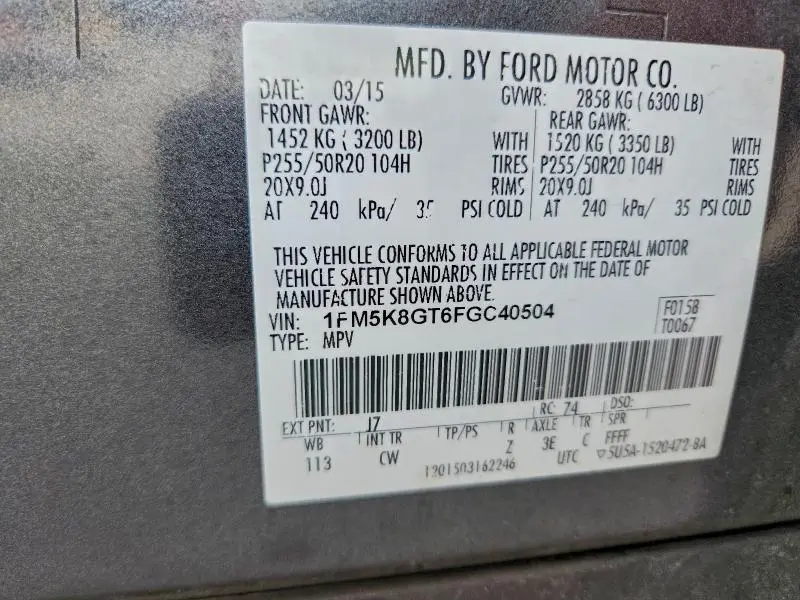 MFD. BY FORD MOTOR CO.
DATE: 03/15 GVWR: 2858 KG ( 6300 LB)
FRONT GAWR: REAR GAWR:
1452 KG ( 3200 LB) WITH 1520 KG ( 3350 LB) WITH
P255/50R20 104H TIRES P255/50R20 104H TIRES
20X9.0J RIMS 20X9.0J RIMS
AT 240 kPa/ 35 PSI COLD AT 240 kPa/ 35 PSI COLD
THIS VEHICLE CONFORMS TO ALL APPLICABLE FEDERAL MOTOR
VEHICLE SAFETY STANDARDS IN EFFECT ON THE DATE OF
MANUFACTURE SHOWN ABOVE.
VIN: 1FM5K8GT6FGC40504 F0158
TYPE: MPV T0067
EXT PNT: J7 RC: 74 DSO:
WB INT TR TP/PS R AXLE TR SPR
113 CW Z 3E C FFFF
1201503162246 UTC ▽5U5A-1520472-BA